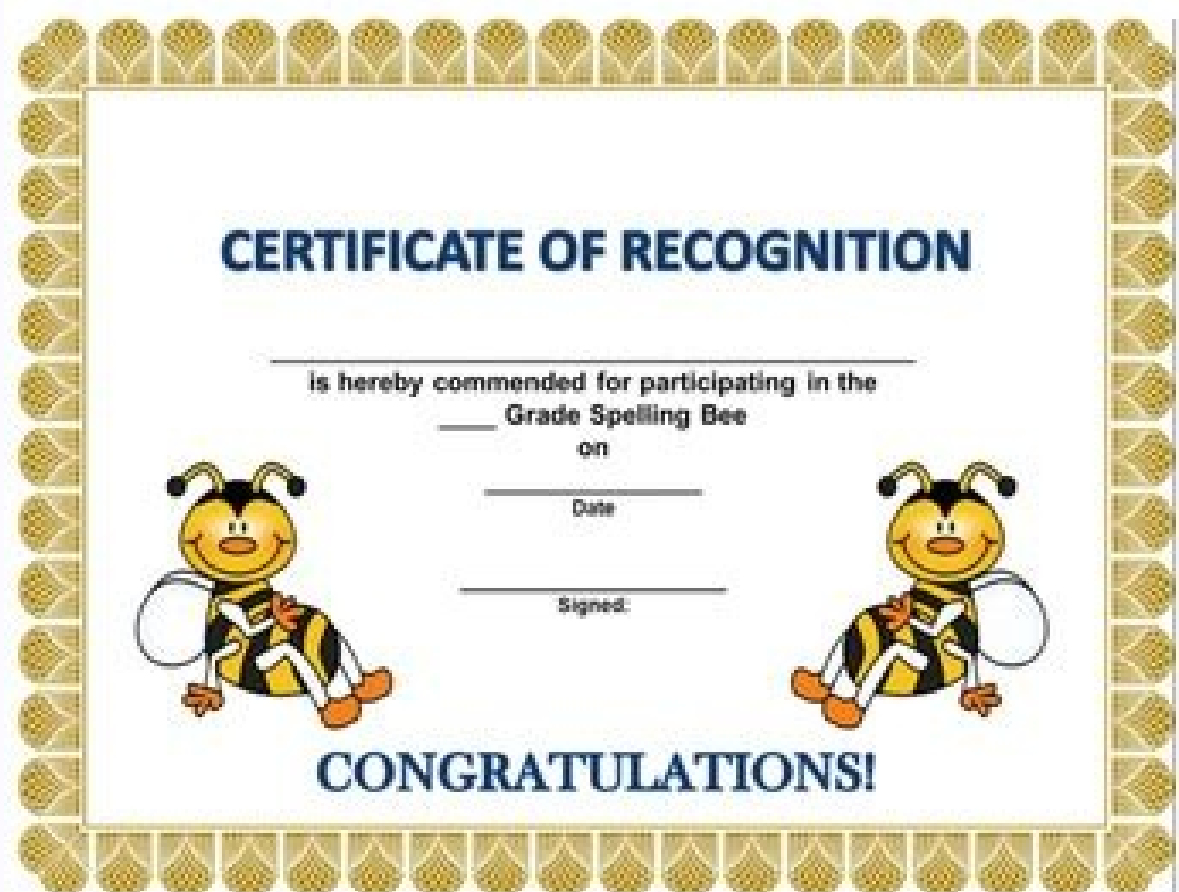 CERTIFICATE OF RECOGNITION
is hereby commended for participating in the
____ Grade Spelling Bee
on
Date
Signed:
CONGRATULATIONS!